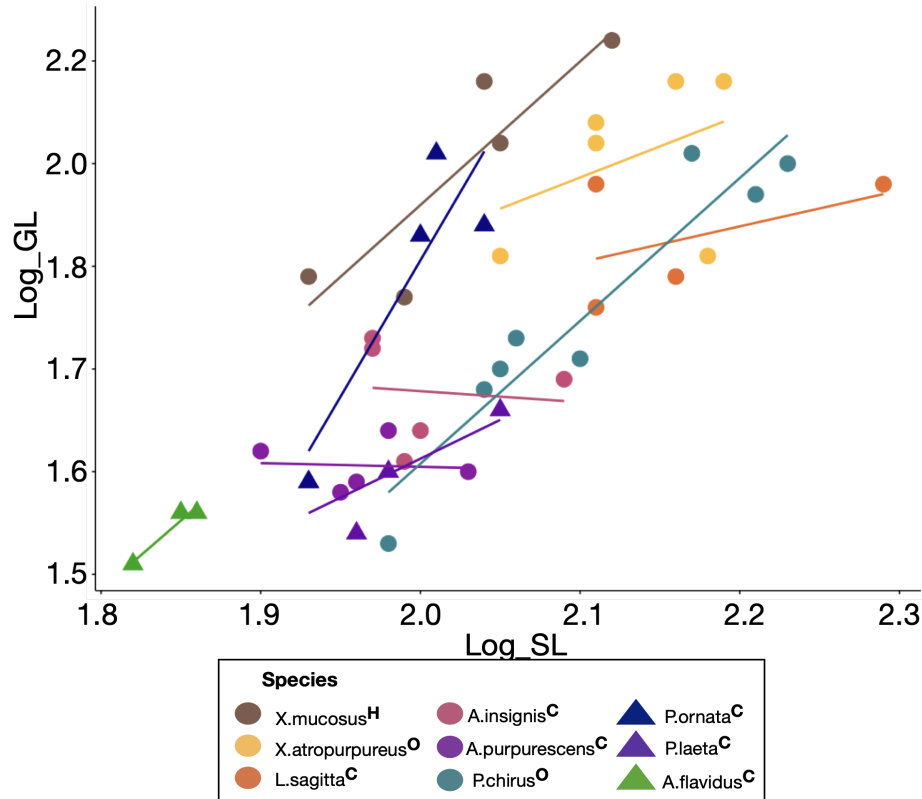 Log_GL
2.2
2.0
1.8
1.7
1.6
1.5
1.8 1.9 2.0 2.1 2.2 2.3
Log_SL
Species
X.mucosusH A.insignisC P.ornataC
X.atropurpureusO A.purpurescensC P.laetaC
L.sagittaC P.chirusO A.flavidusC